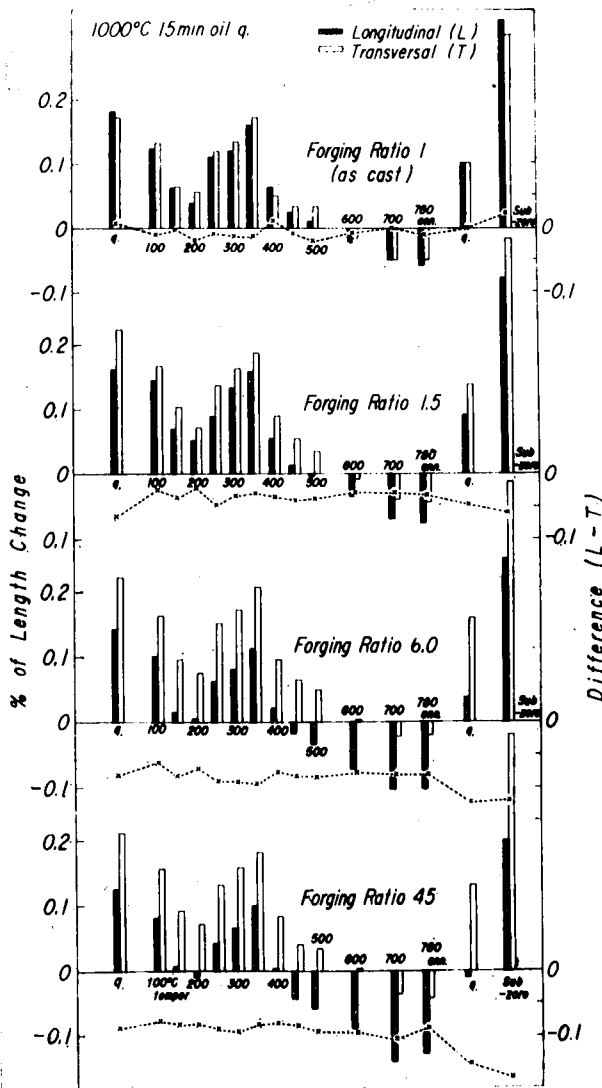 1000°C 15min oil q.
Longitudinal (L)
Transversal (T)
0.2
0.1
0
-0.1
Forging Ratio 1
(as cast)
q. 100 200 300 400 500 600 700 780 ann. q. Sub-zero
0
-0.1
0.2
0.1
0
0.1
Forging Ratio 1.5
q. 100 200 300 400 500 600 700 780 ann. q. Sub-zero
0
-0.1
0.2
0.1
0
-0.1
Forging Ratio 6.0
q. 100 200 300 400 500 600 700 780 ann. q. Sub-zero
0
-0.1
0.2
0.1
0
-0.1
Forging Ratio 45
q. 100°C temper 200 300 400 500 600 700 780 ann. q. Sub-zero
0
-0.1
% of Length Change
Difference (L-T)